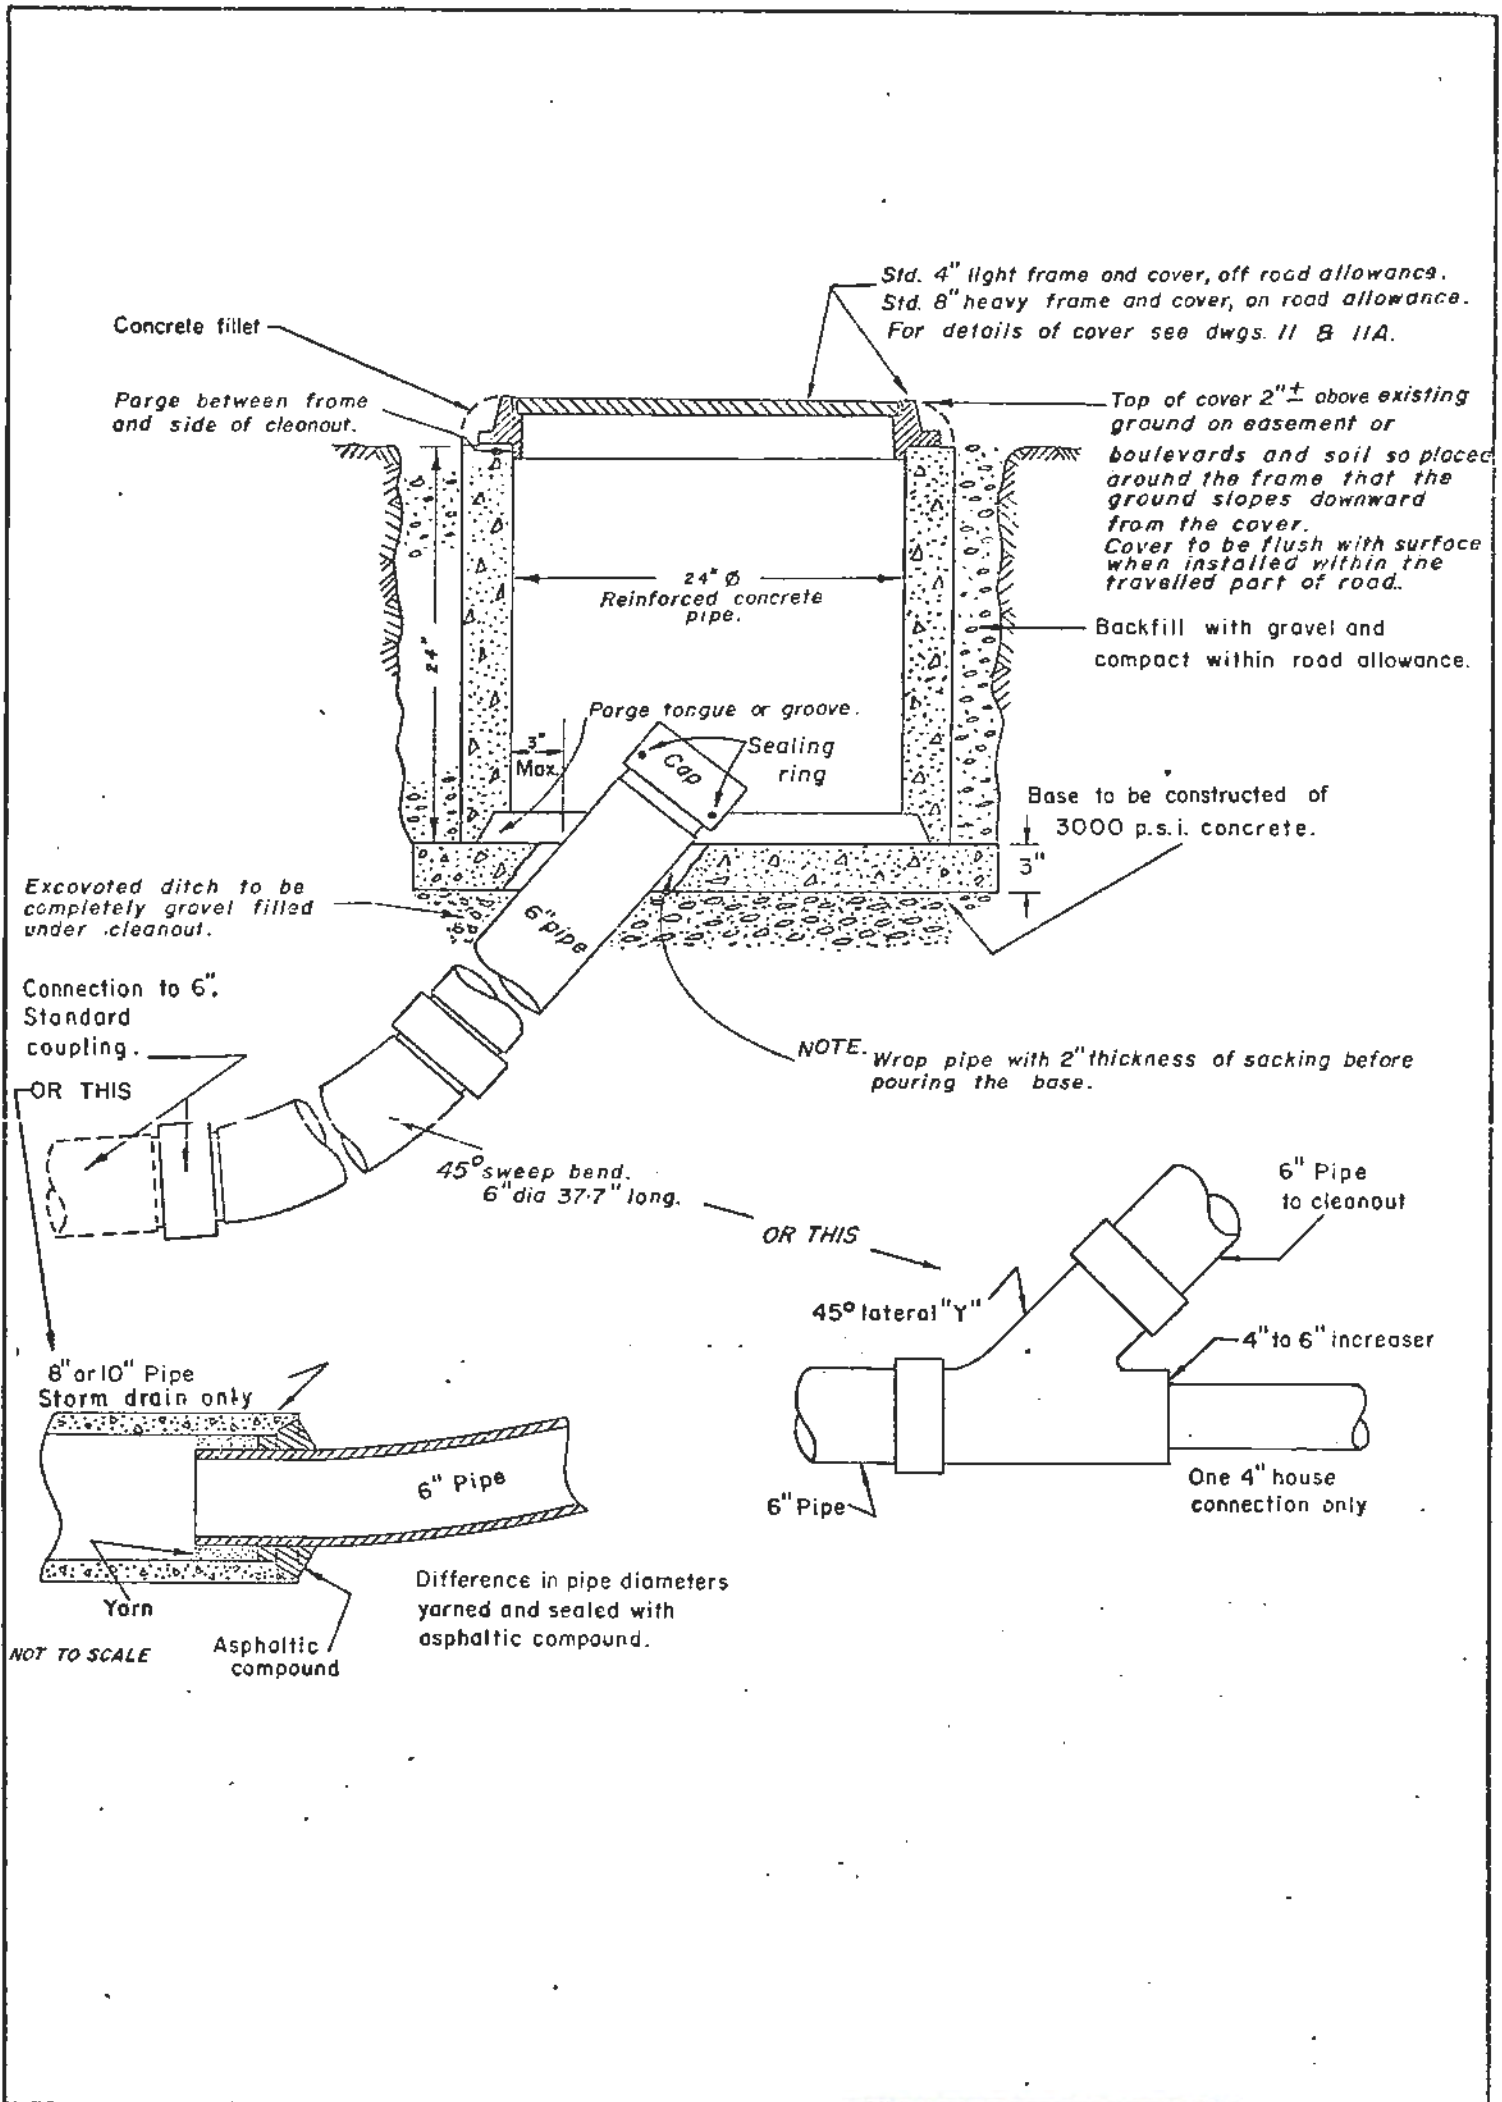 Std. 4" light frame and cover, off road allowance.
Std. 8" heavy frame and cover, on road allowance.
For details of cover see dwgs. 11 & 11A.
Concrete fillet
Parge between frame
and side of cleanout.
Top of cover 2"± above existing
ground on easement or
boulevards and soil so placed
around the frame that the
ground slopes downward
from the cover.
Cover to be flush with surface
when installed within the
travelled part of road.
24" Ø
Reinforced concrete
pipe.
24"
Backfill with gravel and
compact within road allowance.
Parge tongue or groove.
3"
Max.
Cap
Sealing
ring
Base to be constructed of
3000 p.s.i. concrete.
3"
Excavated ditch to be
completely gravel filled
under cleanout.
6" pipe
Connection to 6".
Standard
coupling.
OR THIS
NOTE. Wrap pipe with 2" thickness of sacking before
pouring the base.
45° sweep bend.
6" dia 37.7" long.
OR THIS
6" Pipe
to cleanout
45° lateral "Y"
4" to 6" increaser
8" or 10" Pipe
Storm drain only
6" Pipe
6" Pipe
One 4" house
connection only
Yarn
Difference in pipe diameters
yarned and sealed with
asphaltic compound.
NOT TO SCALE
Asphaltic
compound